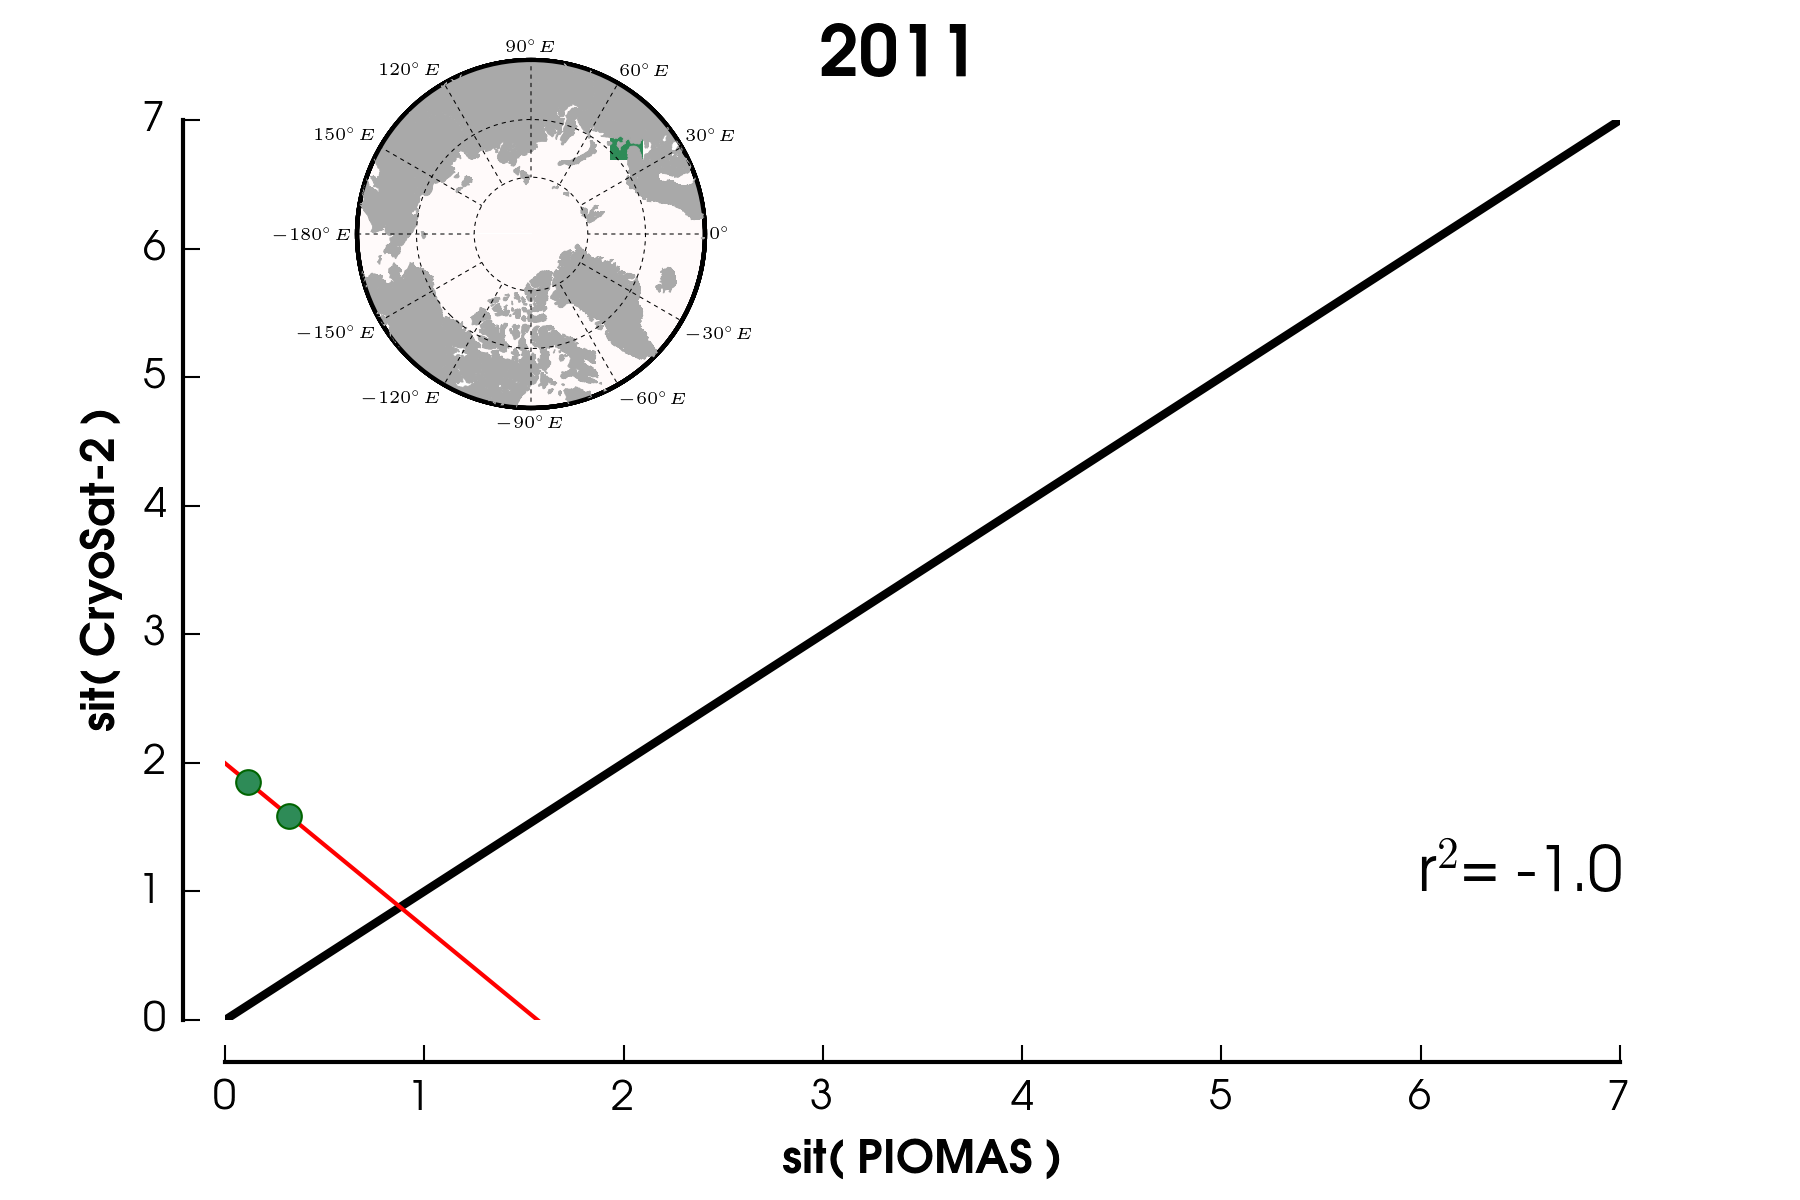 2011
90° E
120° E
60° E
150° E
30° E
−180° E
0°
−150° E
−30° E
−120° E
−60° E
−90° E
7
6
5
4
3
2
1
0
sit( CryoSat-2 )
r²= -1.0
0 1 2 3 4 5 6 7
sit( PIOMAS )